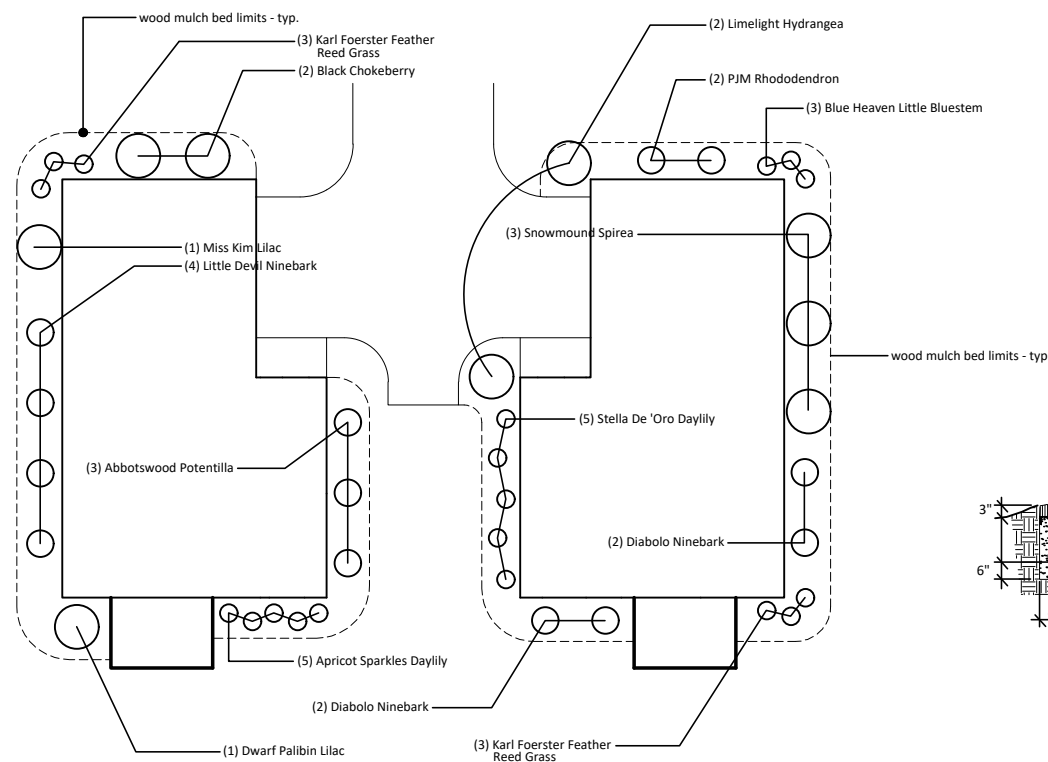 wood mulch bed limits - typ.
(3) Karl Foerster Feather
Reed Grass
(2) Black Chokeberry
(2) Limelight Hydrangea
(2) PJM Rhododendron
(3) Blue Heaven Little Bluestem
(1) Miss Kim Lilac
(4) Little Devil Ninebark
(3) Snowmound Spirea
wood mulch bed limits - typ
(5) Stella De 'Oro Daylily
(3) Abbotswood Potentilla
(2) Diabolo Ninebark
3"
6"
(5) Apricot Sparkles Daylily
(2) Diabolo Ninebark
(1) Dwarf Palibin Lilac
(3) Karl Foerster Feather
Reed Grass